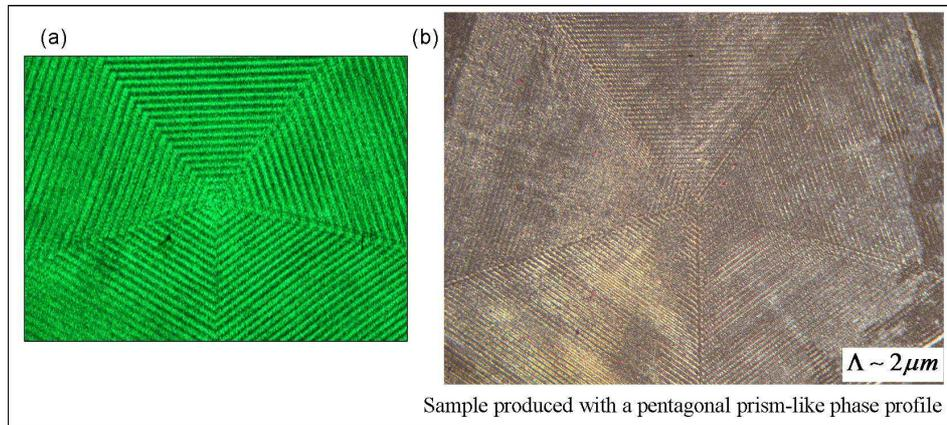 (a)
(b)
Λ ~ 2μm
Sample produced with a pentagonal prism-like phase profile